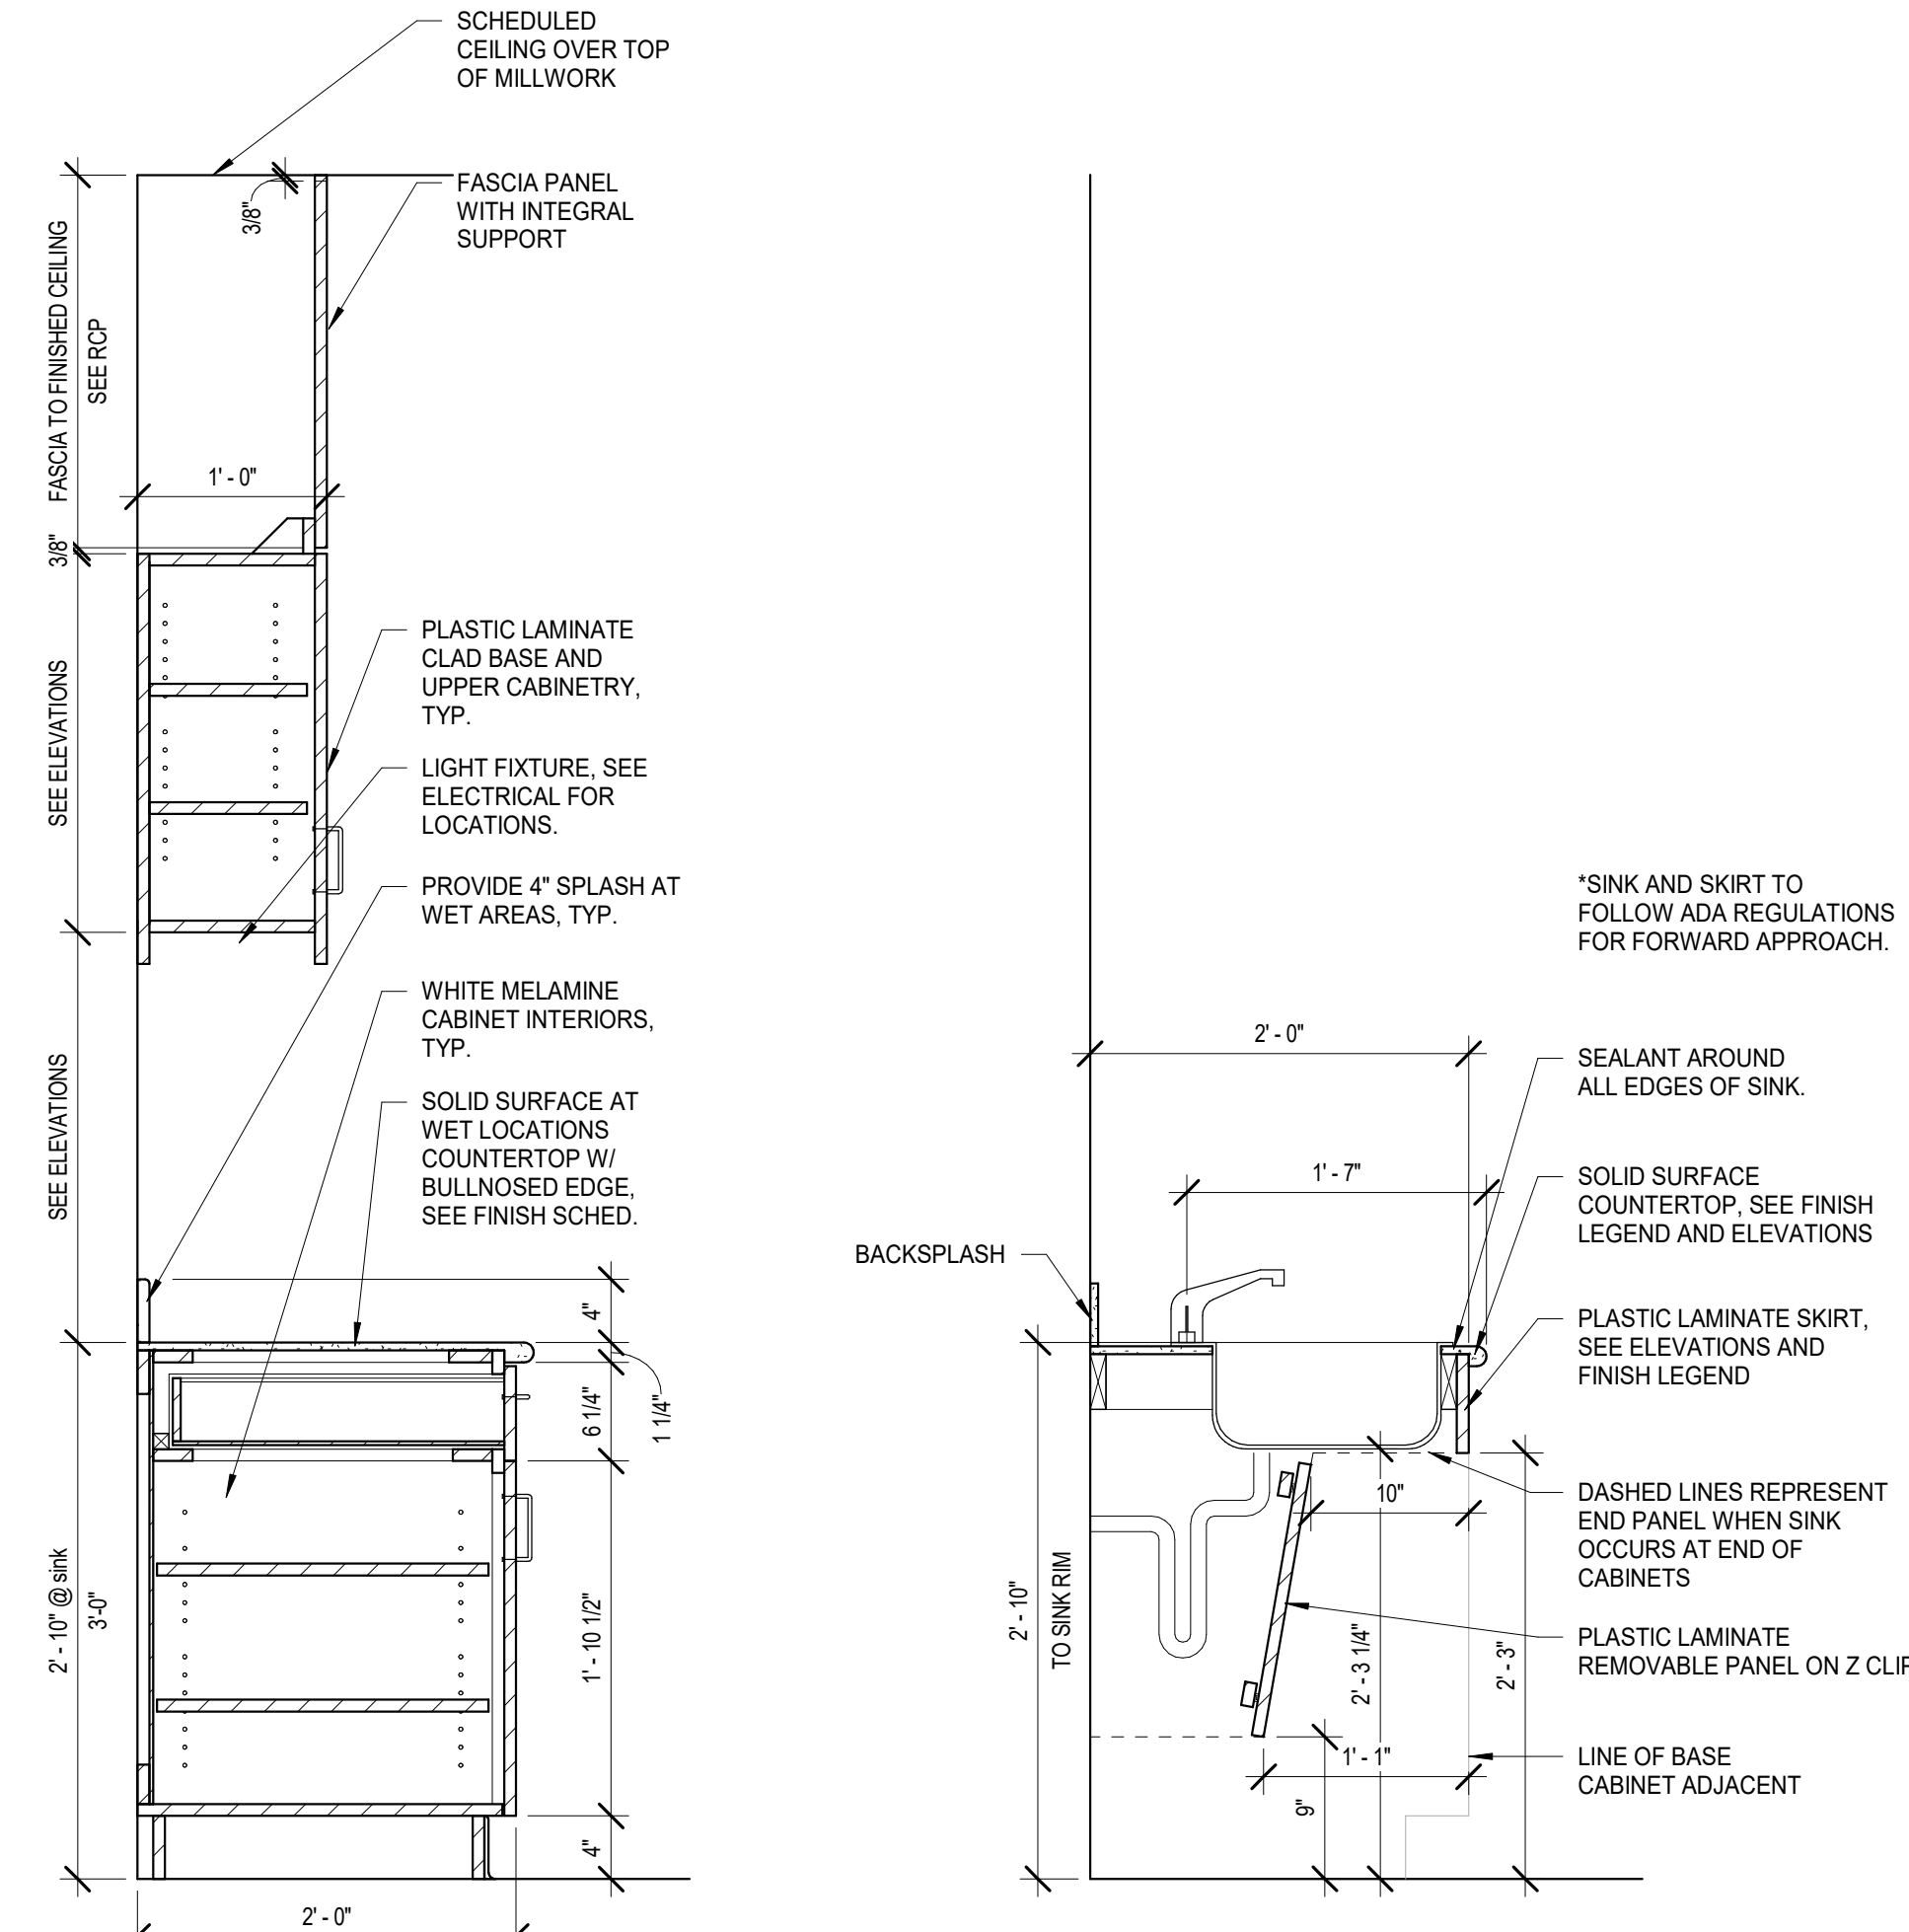 SCHEDULED
CEILING OVER TOP
OF MILLWORK
FASCIA PANEL
WITH INTEGRAL
SUPPORT
3/8"
FASCIA TO FINISHED CEILING
SEE RCP
1' - 0"
3/8"
PLASTIC LAMINATE
CLAD BASE AND
UPPER CABINETRY,
TYP.
SEE ELEVATIONS
LIGHT FIXTURE, SEE
ELECTRICAL FOR
LOCATIONS.
PROVIDE 4" SPLASH AT
WET AREAS, TYP.
WHITE MELAMINE
CABINET INTERIORS,
TYP.
SEE ELEVATIONS
SOLID SURFACE AT
WET LOCATIONS
COUNTERTOP W/
BULLNOSED EDGE,
SEE FINISH SCHED.
4"
6 1/4"
1 1/4"
2' - 10" @ sink
3'-0"
1' - 10 1/2"
4"
2' - 0"
*SINK AND SKIRT TO
FOLLOW ADA REGULATIONS
FOR FORWARD APPROACH.
2' - 0"
SEALANT AROUND
ALL EDGES OF SINK.
1' - 7"
SOLID SURFACE
COUNTERTOP, SEE FINISH
LEGEND AND ELEVATIONS
BACKSPLASH
PLASTIC LAMINATE SKIRT,
SEE ELEVATIONS AND
FINISH LEGEND
10"
DASHED LINES REPRESENT
END PANEL WHEN SINK
OCCURS AT END OF
CABINETS
2' - 10"
TO SINK RIM
PLASTIC LAMINATE
REMOVABLE PANEL ON Z
2' - 3 1/4"
2' - 3"
1' - 1"
9"
LINE OF BASE
CABINET ADJACENT